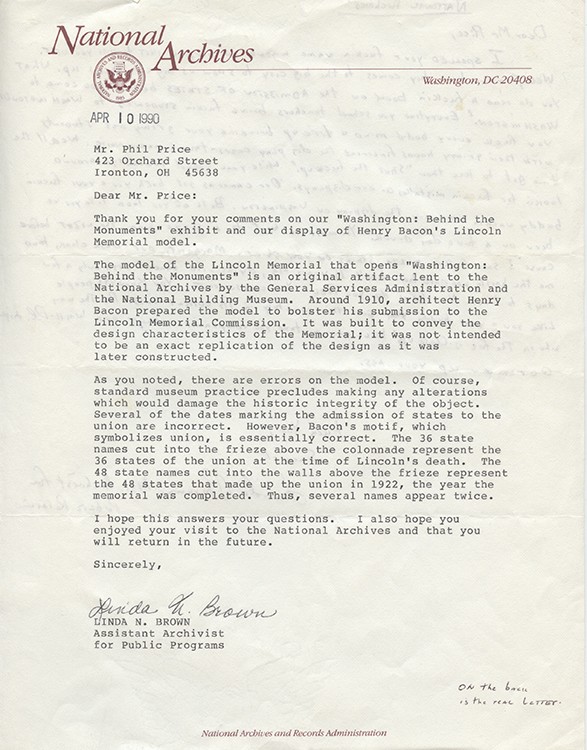 National Archives
Washington, DC 20408
APR 10 1990
Mr. Phil Price
423 Orchard Street
Ironton, OH 45638
Dear Mr. Price:
Thank you for your comments on our "Washington: Behind the
Monuments" exhibit and our display of Henry Bacon's Lincoln
Memorial model.
The model of the Lincoln Memorial that opens "Washington:
Behind the Monuments" is an original artifact lent to the
National Archives by the General Services Administration and
the National Building Museum. Around 1910, architect Henry
Bacon prepared the model to bolster his submission to the
Lincoln Memorial Commission. It was built to convey the
design characteristics of the Memorial; it was not intended
to be an exact replication of the design as it was
later constructed.
As you noted, there are errors on the model. Of course,
standard museum practice precludes making any alterations
which would damage the historic integrity of the object.
Several of the dates marking the admission of states to the
union are incorrect. However, Bacon's motif, which
symbolizes union, is essentially correct. The 36 state
names cut into the frieze above the colonnade represent the
36 states of the union at the time of Lincoln's death. The
48 state names cut into the walls above the frieze represent
the 48 states that made up the union in 1922, the year the
memorial was completed. Thus, several names appear twice.
I hope this answers your questions. I also hope you
enjoyed your visit to the National Archives and that you
will return in the future.
Sincerely,
Linda N. Brown
LINDA N. BROWN
Assistant Archivist
for Public Programs
ON the back
is the real LETTER.
National Archives and Records Administration